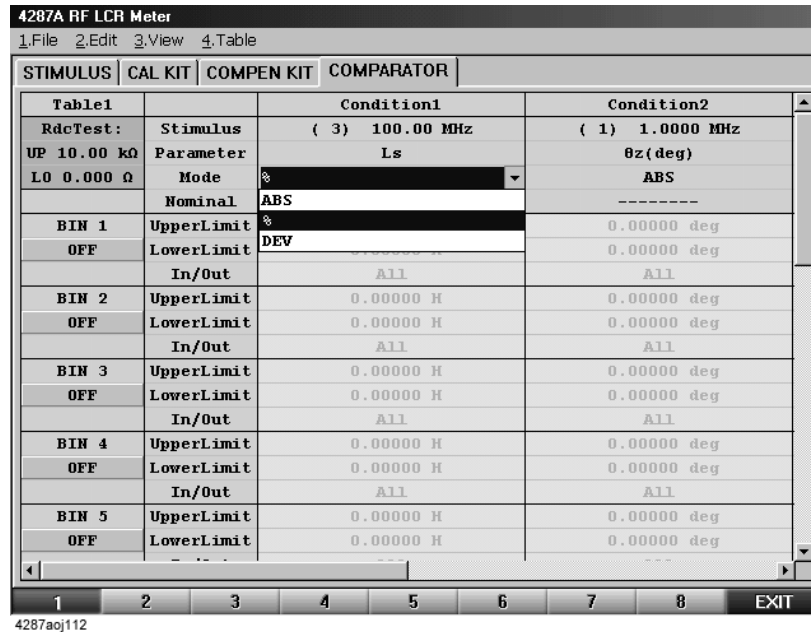 4287A RF LCR Meter
1.File 2.Edit 3.View 4.Table
STIMULUS CAL KIT COMPEN KIT COMPARATOR
Table1 Condition1 Condition2
RdcTest: Stimulus ( 3) 100.00 MHz ( 1) 1.0000 MHz
UP 10.00 kΩ Parameter Ls θz(deg)
LO 0.000 Ω Mode % ABS
Nominal ABS --------
BIN 1 UpperLimit % 0.00000 deg
OFF LowerLimit DEV 0.00000 deg
In/Out All All
BIN 2 UpperLimit 0.00000 H 0.00000 deg
OFF LowerLimit 0.00000 H 0.00000 deg
In/Out All All
BIN 3 UpperLimit 0.00000 H 0.00000 deg
OFF LowerLimit 0.00000 H 0.00000 deg
In/Out All All
BIN 4 UpperLimit 0.00000 H 0.00000 deg
OFF LowerLimit 0.00000 H 0.00000 deg
In/Out All All
BIN 5 UpperLimit 0.00000 H 0.00000 deg
OFF LowerLimit 0.00000 H 0.00000 deg
1 2 3 4 5 6 7 8 EXIT
4287aoj112